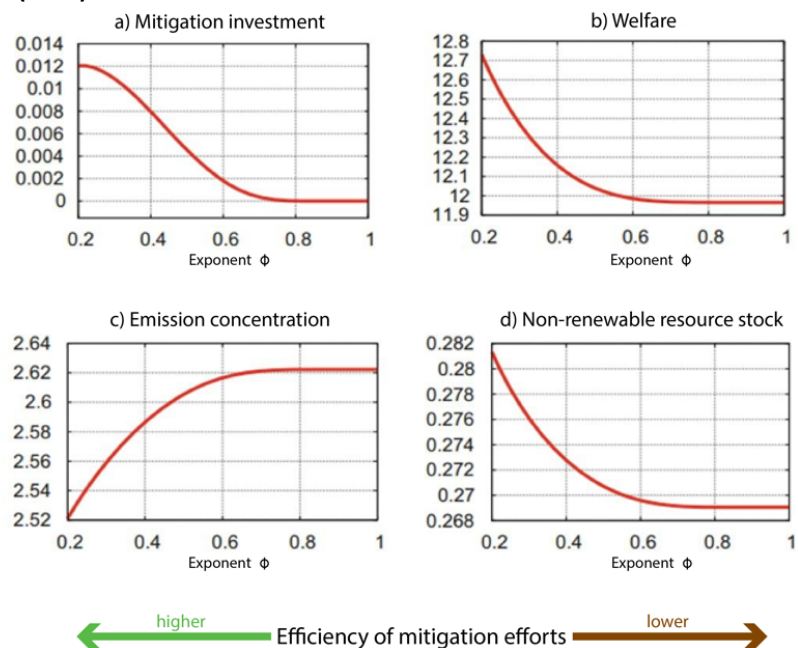 a) Mitigation investment
0.014
0.012
0.01
0.008
0.006
0.004
0.002
0
0.2 0.4 0.6 0.8 1
Exponent ϕ
b) Welfare
12.8
12.7
12.6
12.5
12.4
12.3
12.2
12.1
12
11.9
0.2 0.4 0.6 0.8 1
Exponent ϕ
c) Emission concentration
2.64
2.62
2.6
2.58
2.56
2.54
2.52
0.2 0.4 0.6 0.8 1
Exponent ϕ
d) Non-renewable resource stock
0.282
0.28
0.278
0.276
0.274
0.272
0.27
0.268
0.2 0.4 0.6 0.8 1
Exponent ϕ
higher Efficiency of mitigation efforts lower